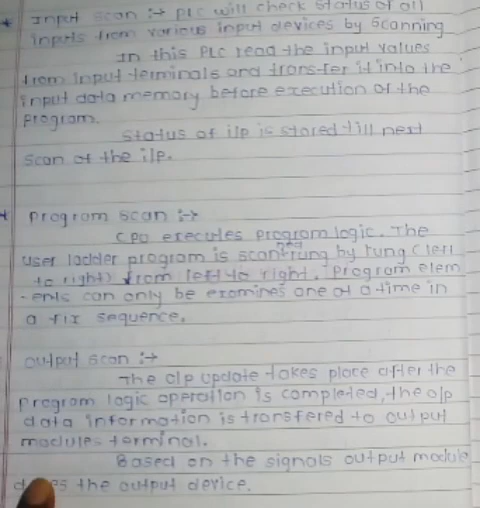 * Input scan :→ PLC will check status of all
inputs from various input devices by scanning
In this PLC read the input values
from input terminals and transfer it into the
input data memory before execution of the
program.
Status of i/p is stored till next
scan of the i/p.
* Program scan :→
CPU executes program logic. The
user ladder program is scan rung by rung (left
to right) from left to right. Program elem
-ents can only be examines one at a time in
a fix sequence.
output scan :→
The o/p update takes place after the
program logic operation is completed, the o/p
data information is transfered to output
modules terminal.
Based on the signals output module
the output device.